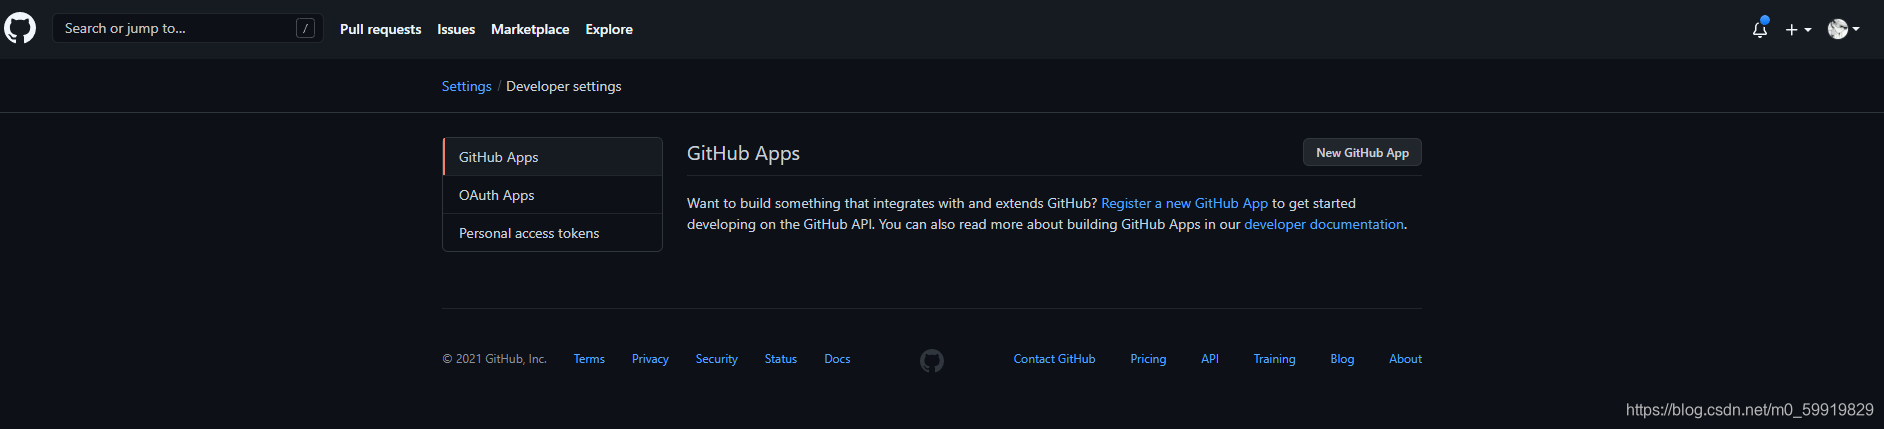 Search or jump to... /
Pull requests Issues Marketplace Explore
Settings / Developer settings
GitHub Apps
OAuth Apps
Personal access tokens
GitHub Apps
New GitHub App
Want to build something that integrates with and extends GitHub? Register a new GitHub App to get started
developing on the GitHub API. You can also read more about building GitHub Apps in our developer documentation.
© 2021 GitHub, Inc. Terms Privacy Security Status Docs Contact GitHub Pricing API Training Blog About
https://blog.csdn.net/m0_59919829